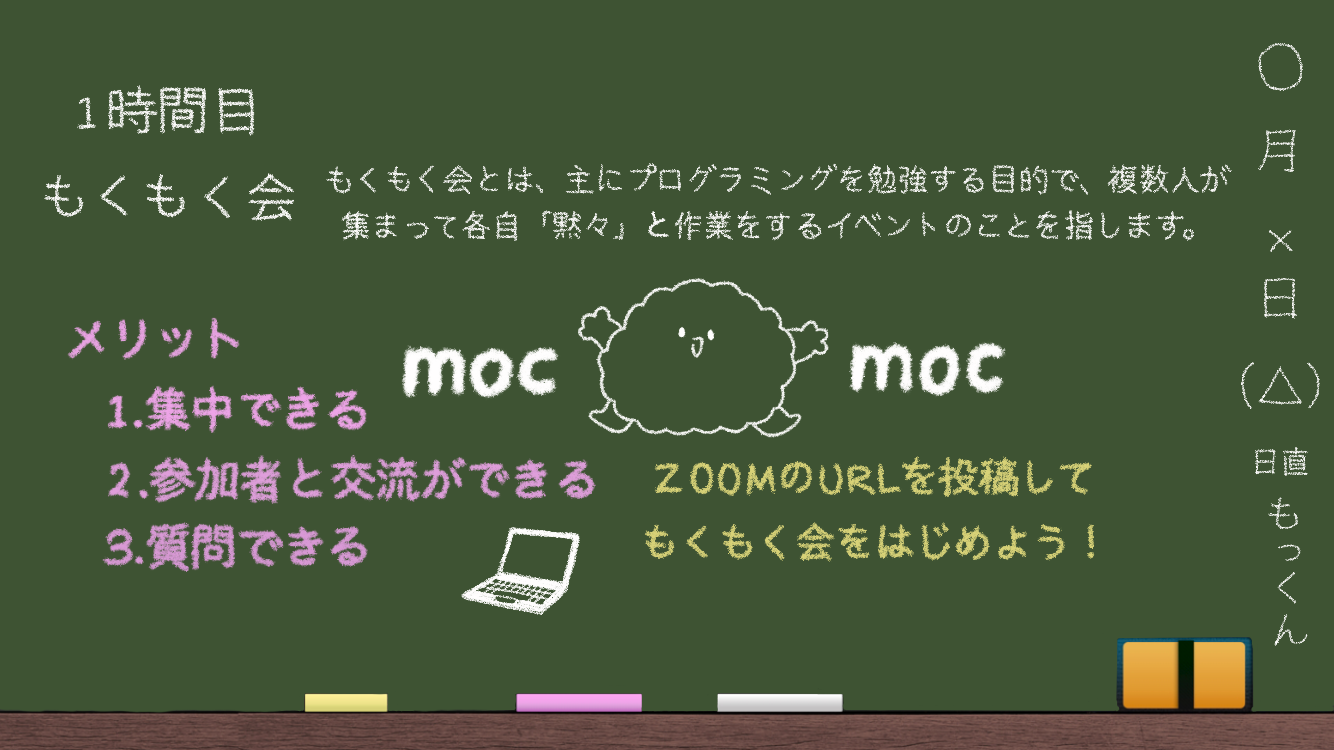 1時間目
もくもく会
もくもく会とは、主にプログラミングを勉強する目的で、複数人が
集まって各自「黙々」と作業をするイベントのことを指します。
メリット
1.集中できる
2.参加者と交流ができる
3.質問できる
moc
moc
ZOOMのURLを投稿して
もくもく会をはじめよう！
〇月×日(△)
日直
もっくん